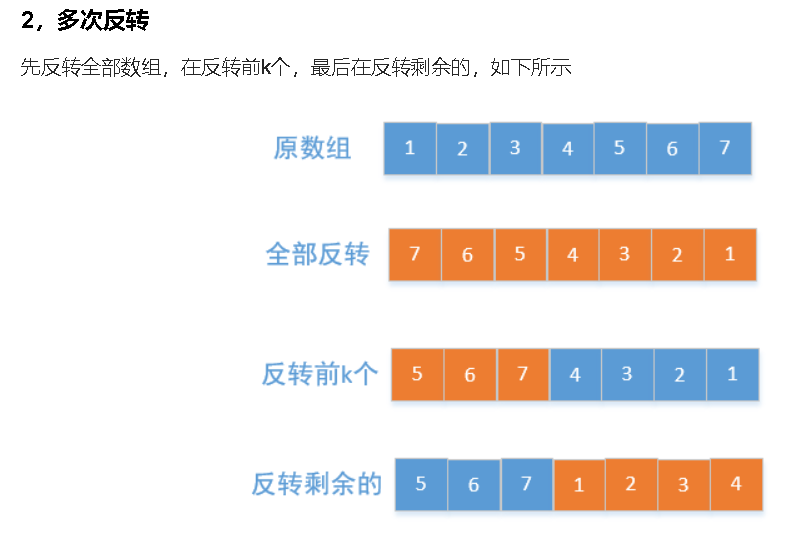 2，多次反转
先反转全部数组，在反转前k个，最后在反转剩余的，如下所示
原数组 1 2 3 4 5 6 7
全部反转 7 6 5 4 3 2 1
反转前k个 5 6 7 4 3 2 1
反转剩余的 5 6 7 1 2 3 4